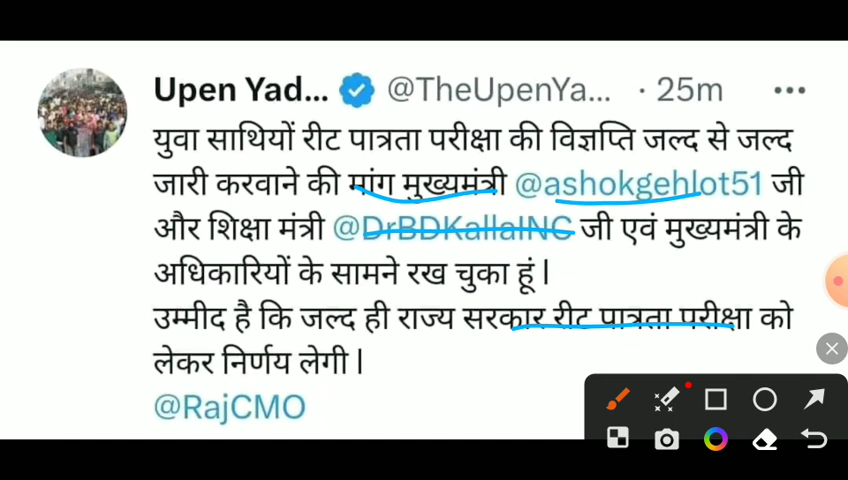 Upen Yad... @TheUpenYa... · 25m
युवा साथियों रीट पात्रता परीक्षा की विज्ञप्ति जल्द से जल्द
जारी करवाने की मांग मुख्यमंत्री @ashokgehlot51 जी
और शिक्षा मंत्री @DrBDKallaINC जी एवं मुख्यमंत्री के
अधिकारियों के सामने रख चुका हूं |
उम्मीद है कि जल्द ही राज्य सरकार रीट पात्रता परीक्षा को
लेकर निर्णय लेगी |
@RajCMO